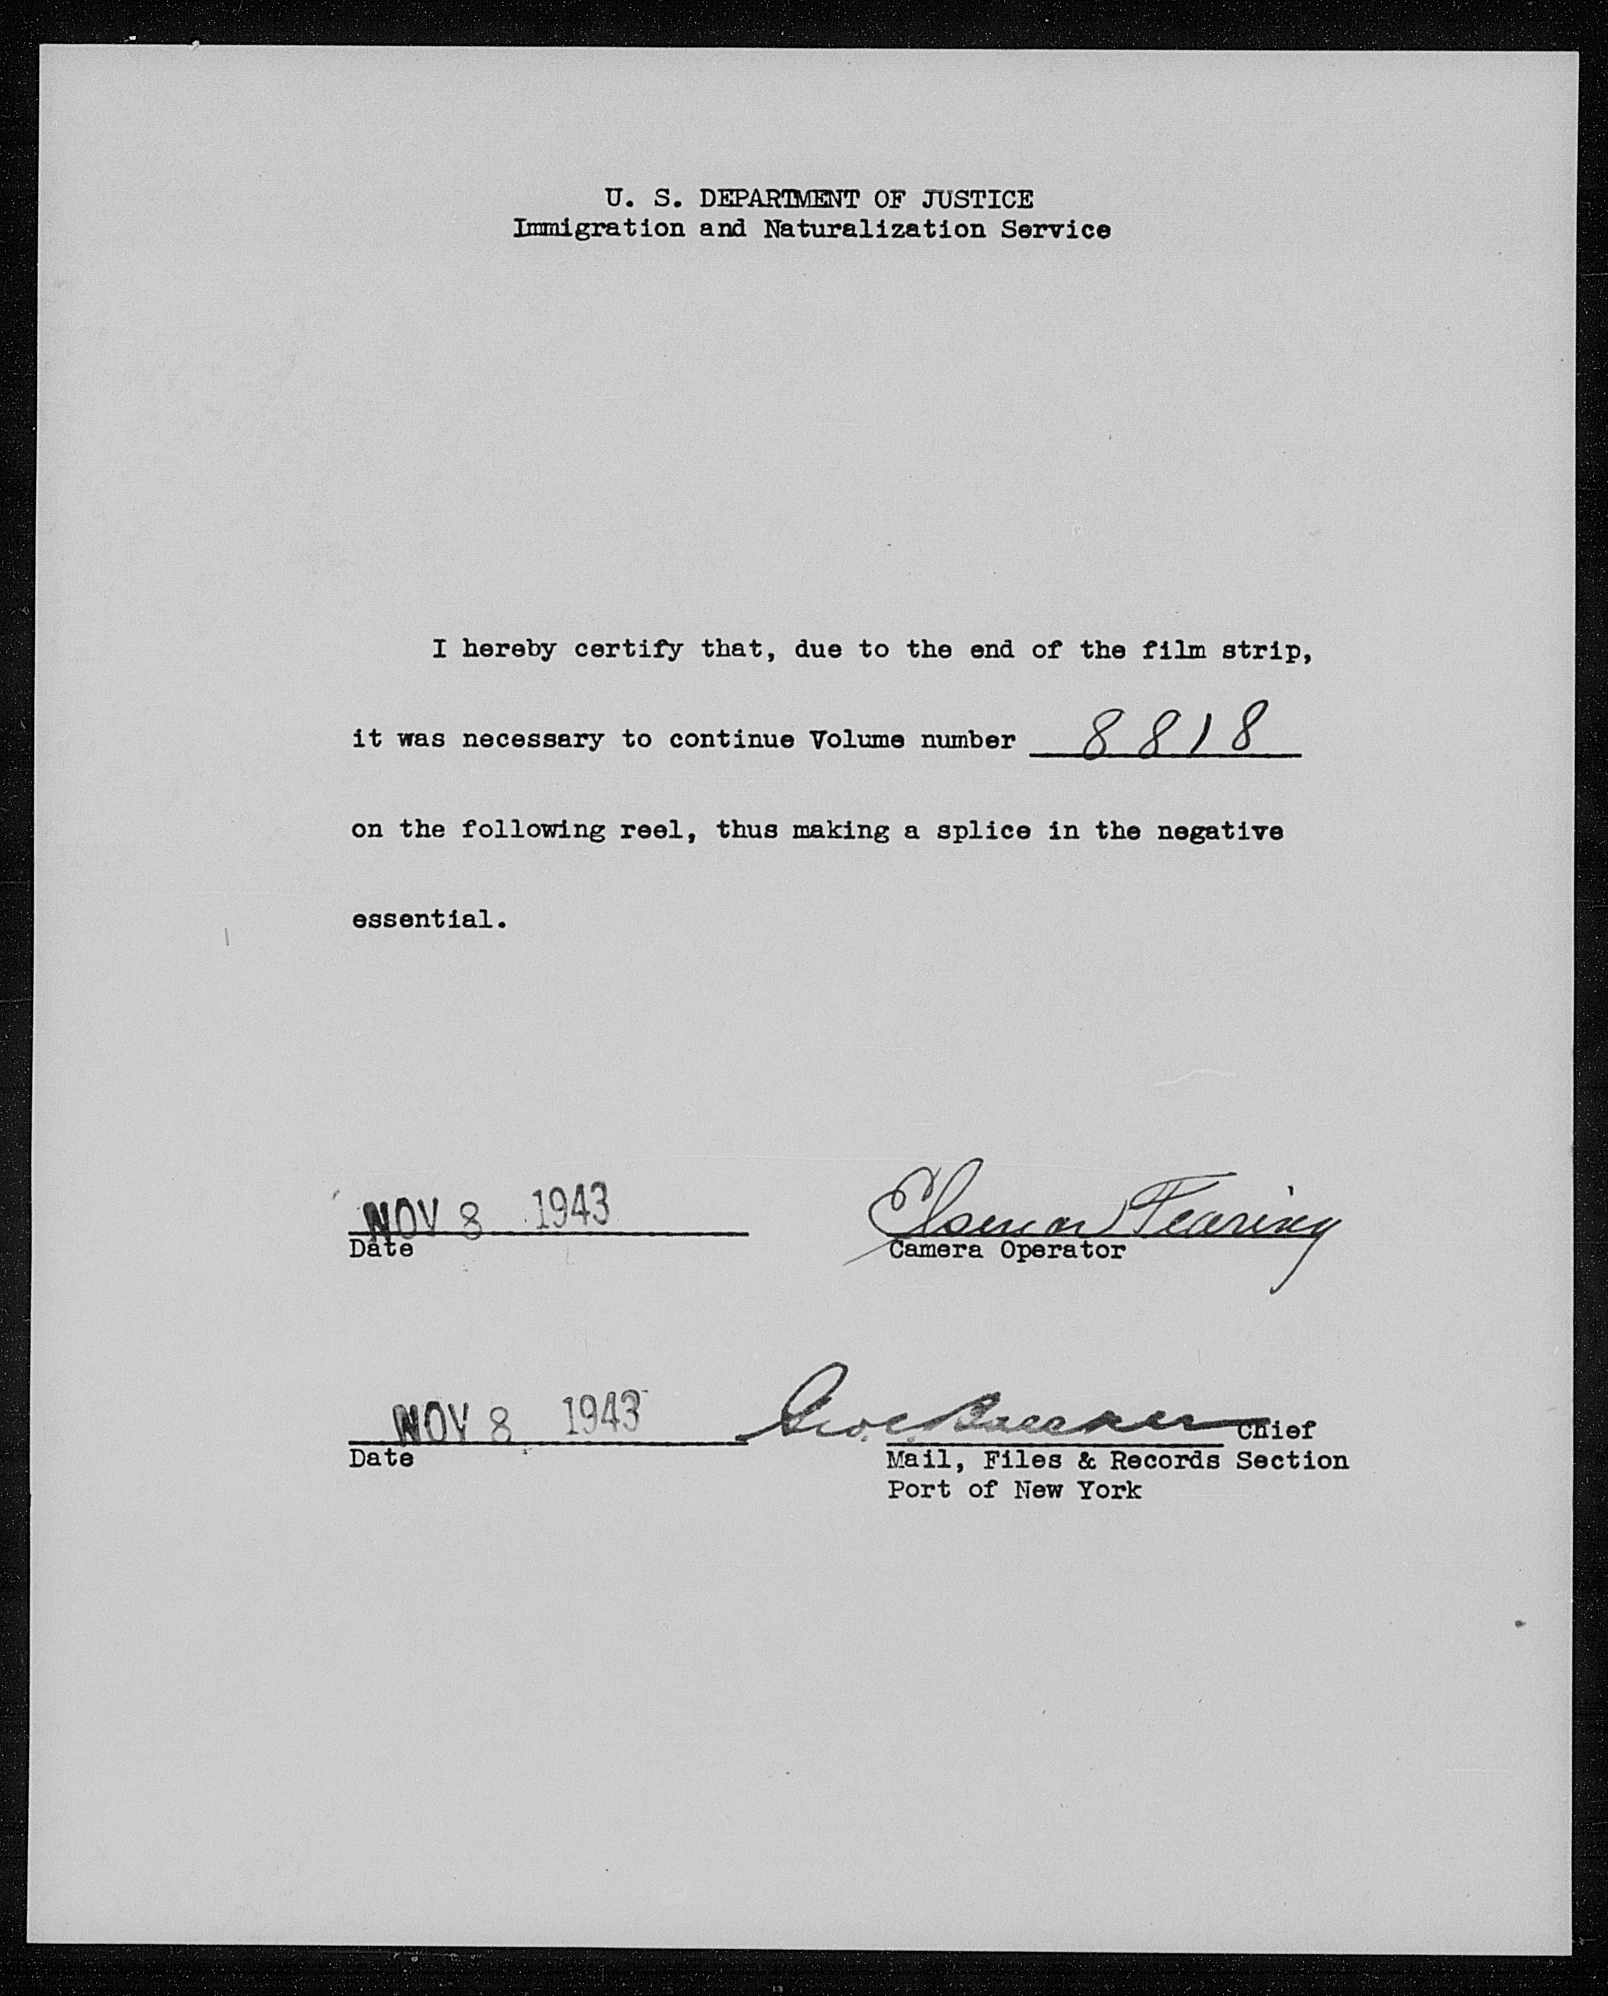 U. S. DEPARTMENT OF JUSTICE
Immigration and Naturalization Service
I hereby certify that, due to the end of the film strip,
it was necessary to continue Volume number 8818
on the following reel, thus making a splice in the negative
essential.
NOV 8 1943
Date
Fearing
Camera Operator
NOV 8 1943
Date
Chief
Mail, Files & Records Section
Port of New York